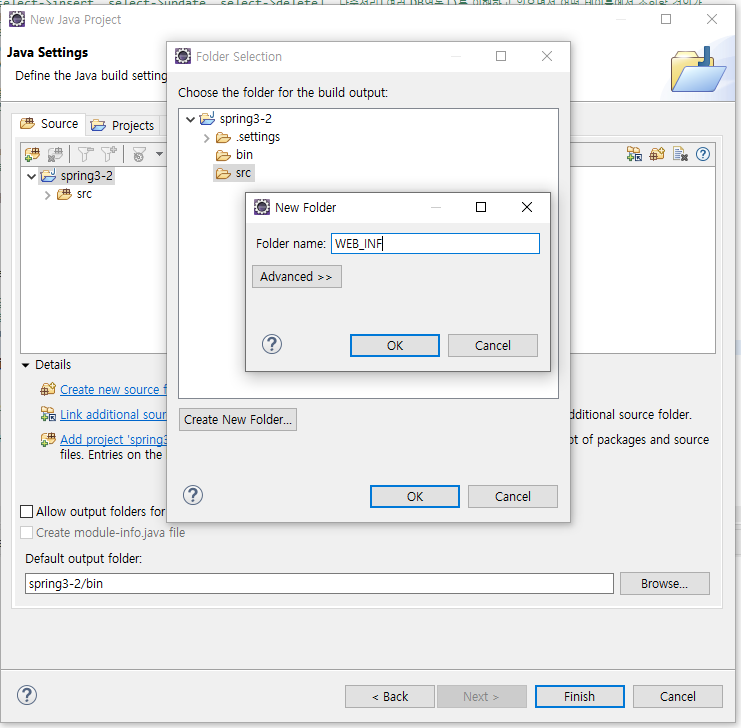 New Java Project
Java Settings
Define the Java build setting
Source
Projects
spring3-2
src
Details
Create new source f
Link additional sour
dditional source folder.
Add project 'spring3
ot of packages and source
files. Entries on the
Allow output folders for
Create module-info.java file
Default output folder:
spring3-2/bin
Browse...
< Back
Next >
Finish
Cancel
Folder Selection
Choose the folder for the build output:
spring3-2
.settings
bin
src
Create New Folder...
OK
Cancel
New Folder
Folder name:
WEB_INF
Advanced >>
OK
Cancel